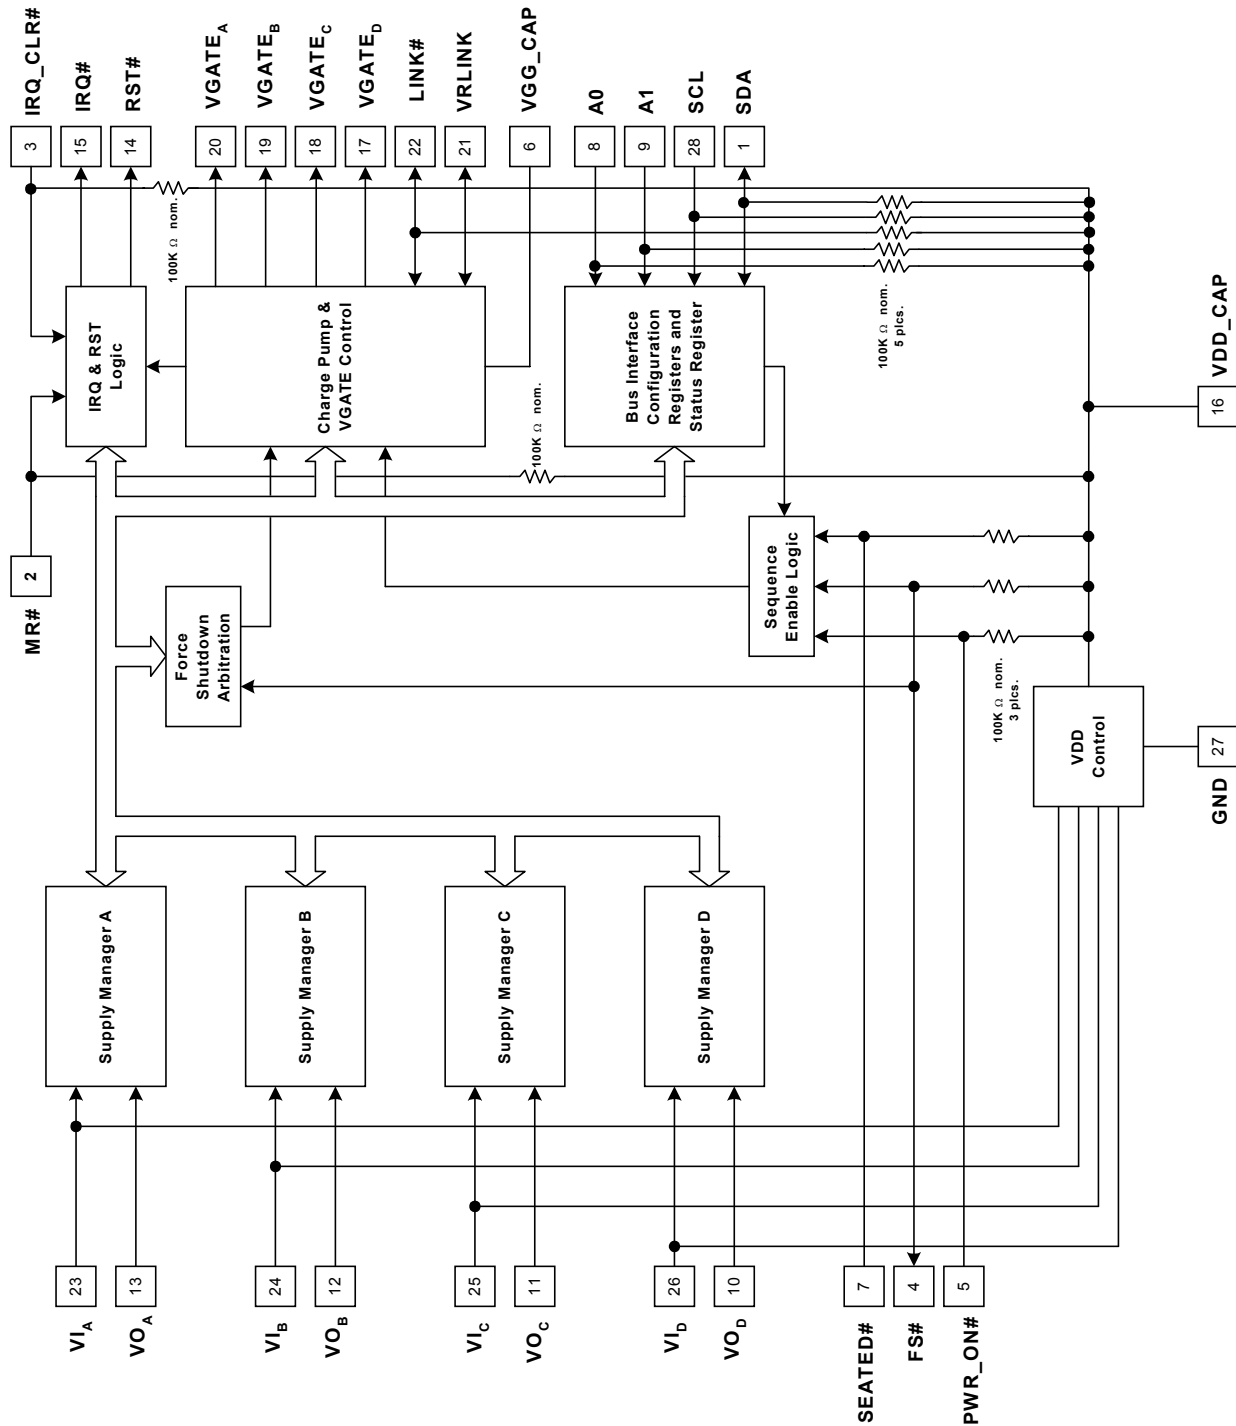 VIA
23
VOA
13
VIB
24
VOB
12
VIC
25
VOC
11
VID
26
VOD
10
SEATED#
7
FS#
4
PWR_ON#
5
Supply Manager A
Supply Manager B
Supply Manager C
Supply Manager D
GND
27
VDD
Control
MR#
2
Force
Shutdown
Arbitration
Sequence
Enable Logic
100K Ω nom.
3 plcs.
100K Ω nom.
IRQ & RST
Logic
Charge Pump &
VGATE Control
Bus Interface
Configuration
Registers and
Status Register
100K Ω nom.
100K Ω nom.
5 plcs.
3
IRQ_CLR#
15
IRQ#
14
RST#
20
VGATEA
19
VGATEB
18
VGATEC
17
VGATED
22
LINK#
21
VRLINK
6
VGG_CAP
8
A0
9
A1
28
SCL
1
SDA
16
VDD_CAP